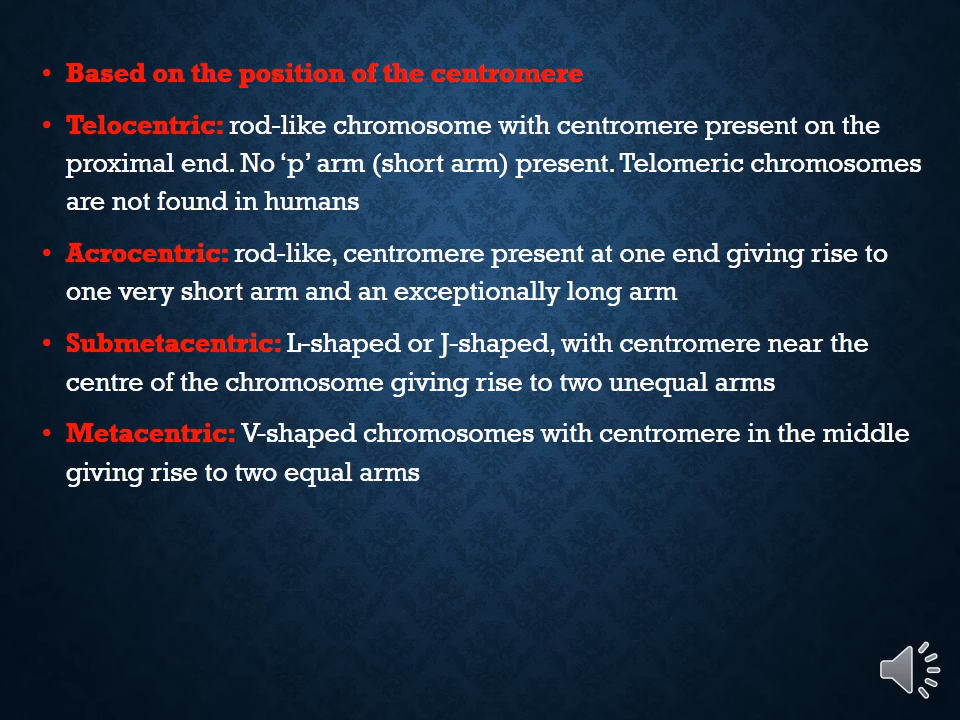 • Based on the position of the centromere
• Telocentric: rod-like chromosome with centromere present on the
proximal end. No ‘p’ arm (short arm) present. Telomeric chromosomes
are not found in humans
• Acrocentric: rod-like, centromere present at one end giving rise to
one very short arm and an exceptionally long arm
• Submetacentric: L-shaped or J-shaped, with centromere near the
centre of the chromosome giving rise to two unequal arms
• Metacentric: V-shaped chromosomes with centromere in the middle
giving rise to two equal arms